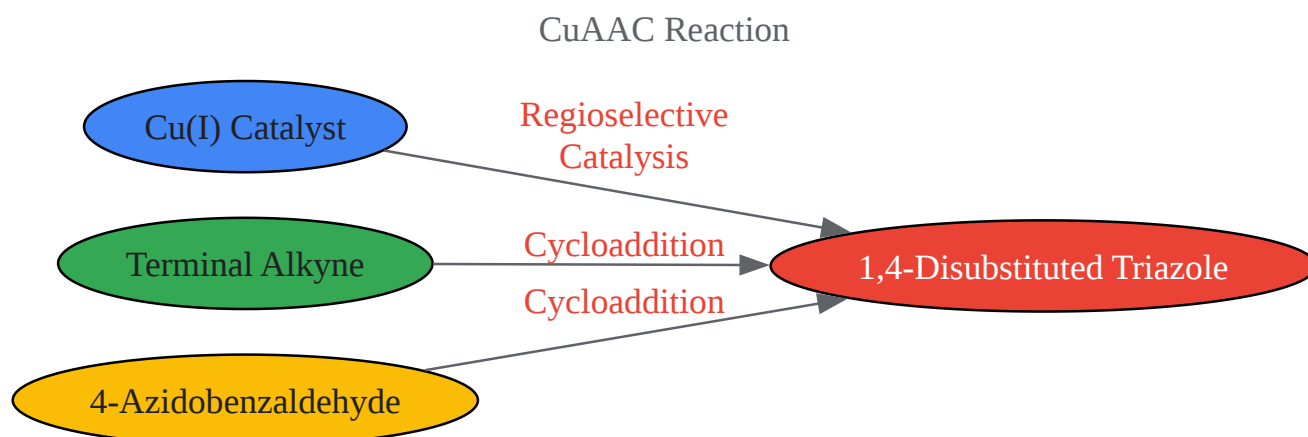 CuAAC Reaction
Cu(I) Catalyst
Regioselective
Catalysis
Terminal Alkyne
Cycloaddition
1,4-Disubstituted Triazole
Cycloaddition
4-Azidobenzaldehyde